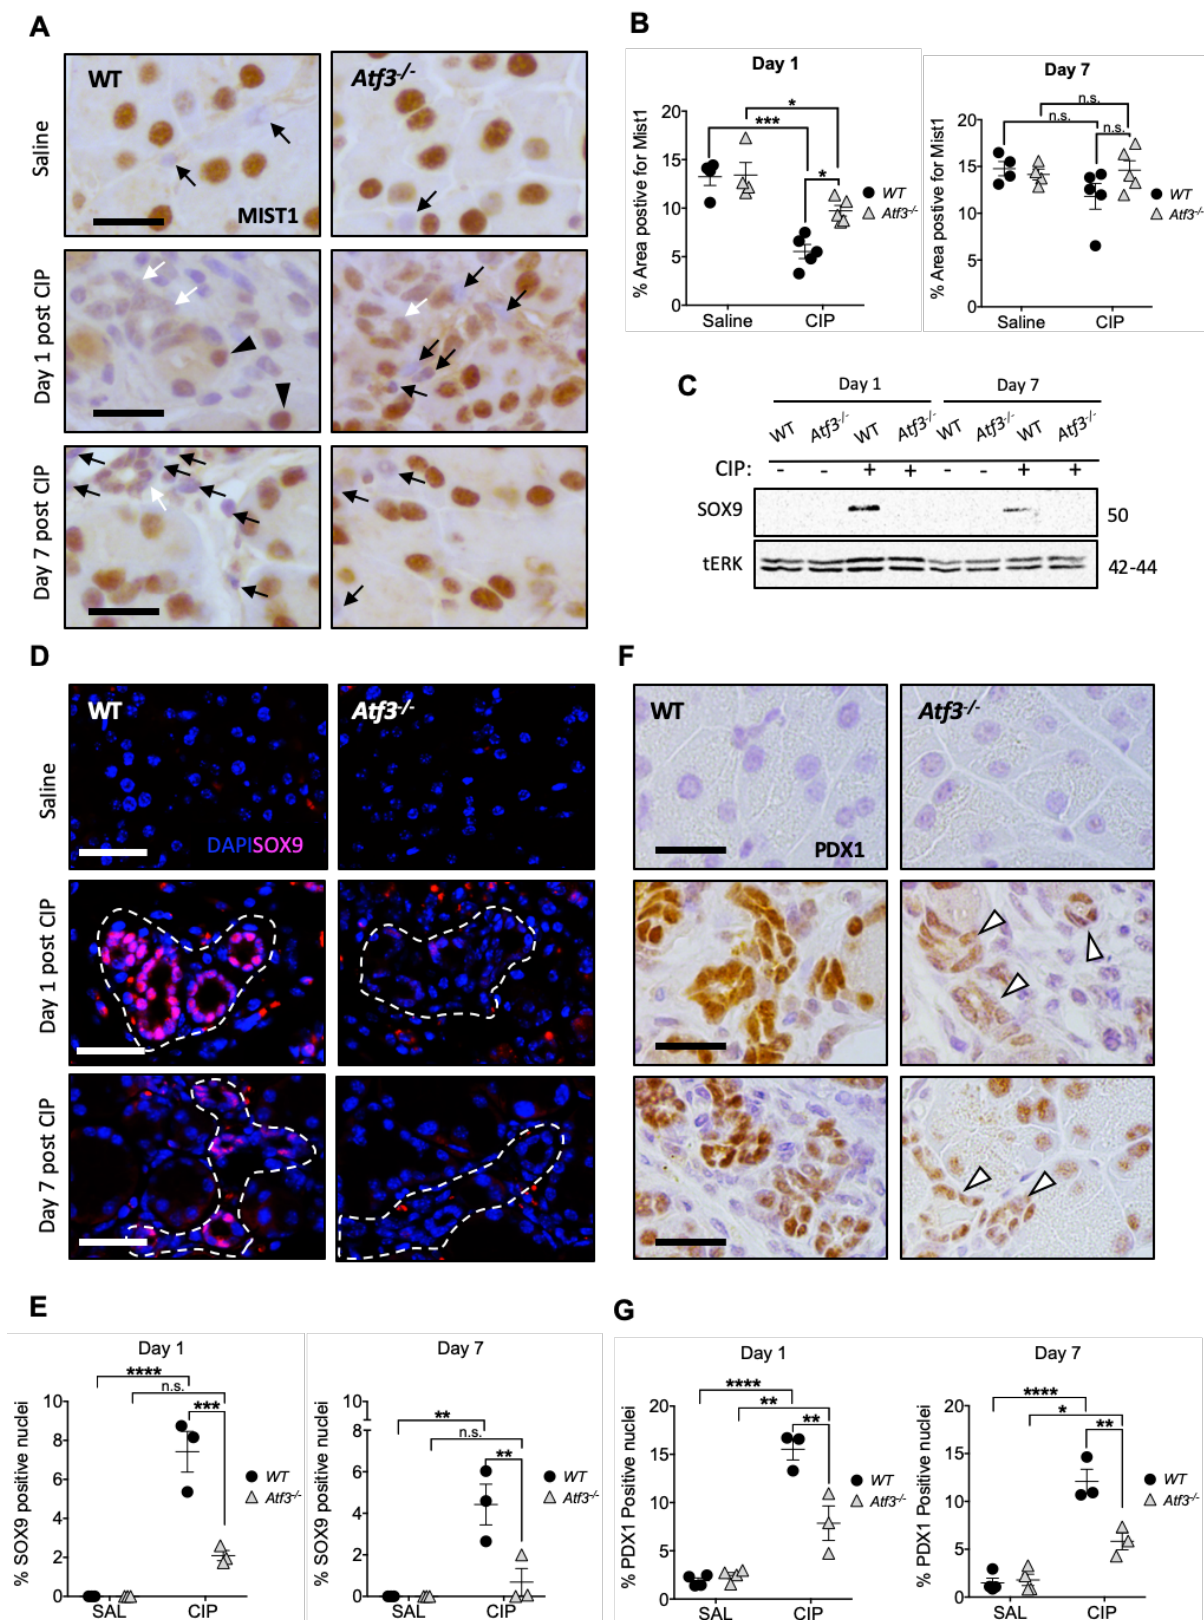 A
WT
Atf3-/-
Saline
MIST1
Day 1 post CIP
Day 7 post CIP
B
Day 1
% Area postive for Mist1
20
15
10
5
0
*
***
*
Saline
CIP
WT
Atf3-/-
Day 7
% Area postive for Mist1
20
15
10
5
0
n.s.
n.s.
n.s.
Saline
CIP
WT
Atf3-/-
C
Day 1
Day 7
WT
Atf3-/-
WT
Atf3-/-
WT
Atf3-/-
WT
Atf3-/-
CIP: - - + + - - + +
SOX9
50
tERK
42-44
D
WT
Atf3-/-
Saline
DAPISOX9
Day 1 post CIP
Day 7 post CIP
F
WT
Atf3-/-
PDX1
E
Day 1
% SOX9 positive nuclei
10
8
6
4
2
0
****
n.s.
***
SAL
CIP
WT
Atf3-/-
Day 7
% SOX9 positive nuclei
10
8
6
4
2
0
**
n.s.
**
SAL
CIP
WT
Atf3-/-
G
Day 1
% PDX1 Positive nuclei
20
15
10
5
0
****
**
**
SAL
CIP
WT
Atf3-/-
Day 7
% PDX1 Positive nuclei
20
15
10
5
0
****
*
**
SAL
CIP
WT
Atf3-/-